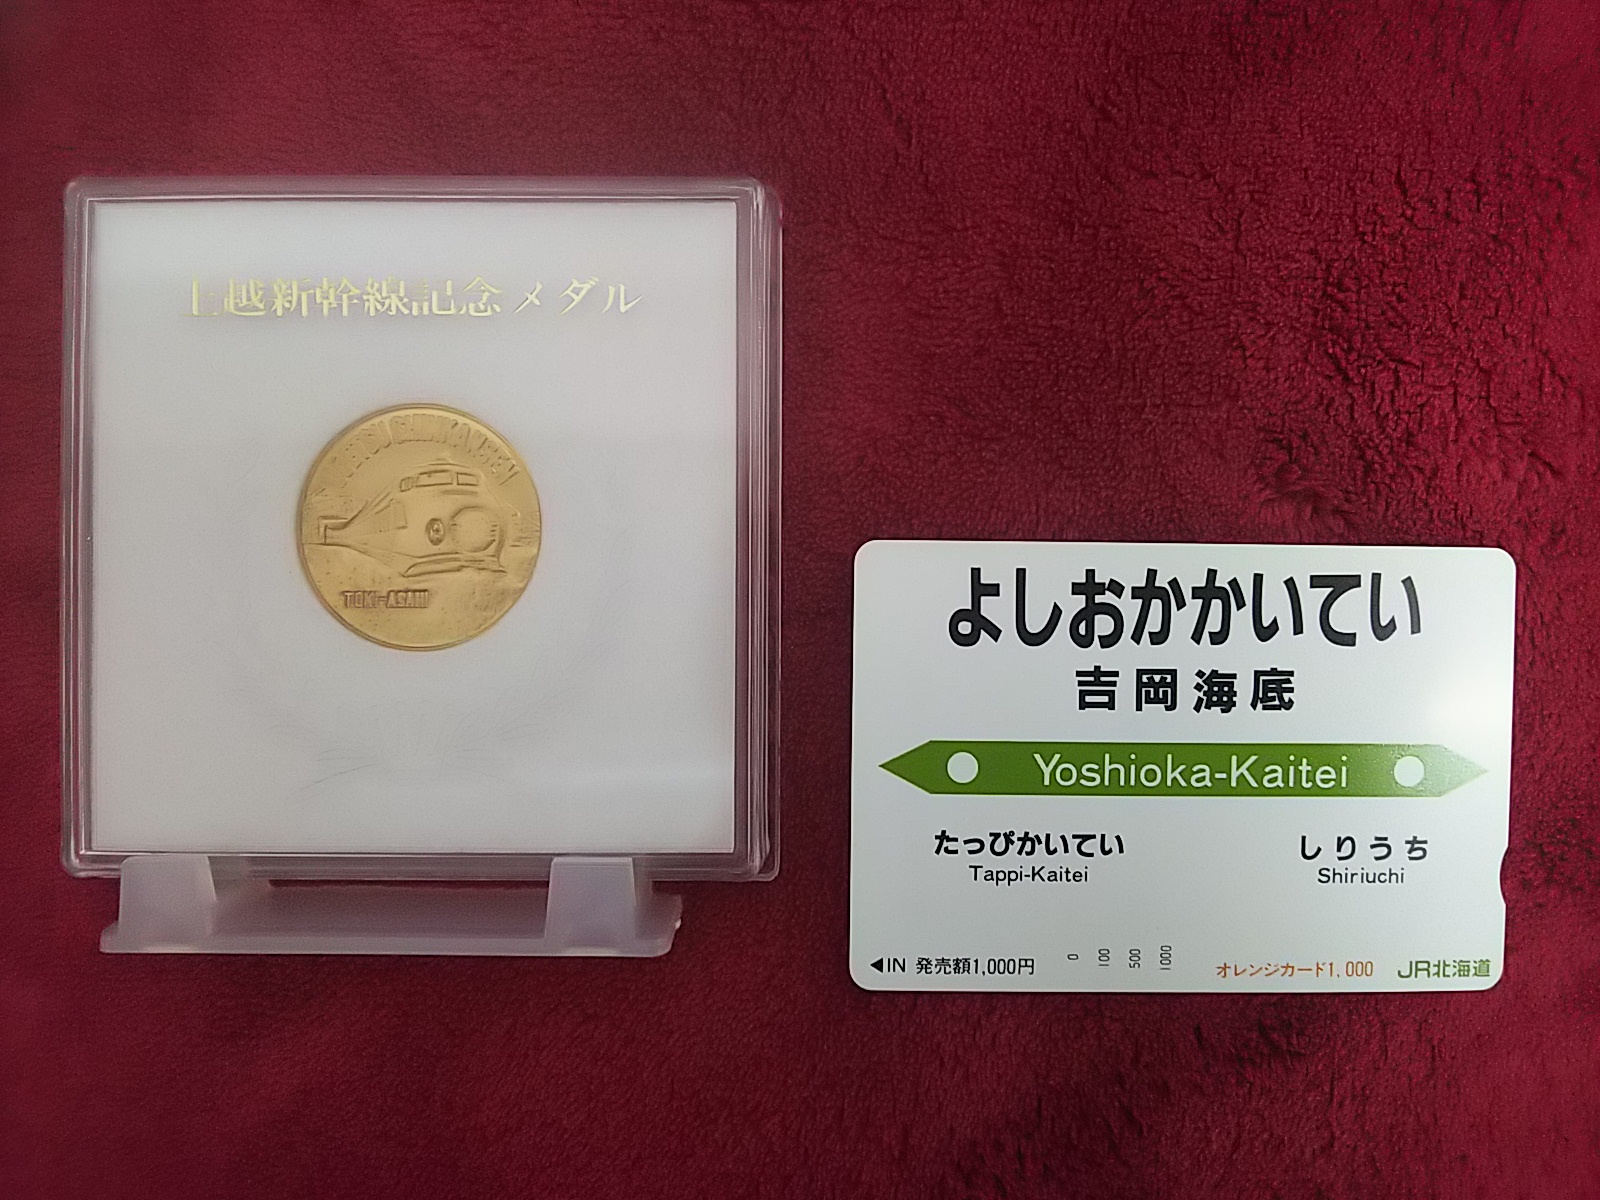 上越新幹線記念メダル
JOETSU SHINKANSEN
TOKI-ASAHI
よしおかかいてい
吉岡海底
Yoshioka-Kaitei
たっぴかいてい
Tappi-Kaitei
しりうち
Shiriuchi
◀IN 発売額1,000円 0 100 500 1000 オレンジカード1,000 JR北海道